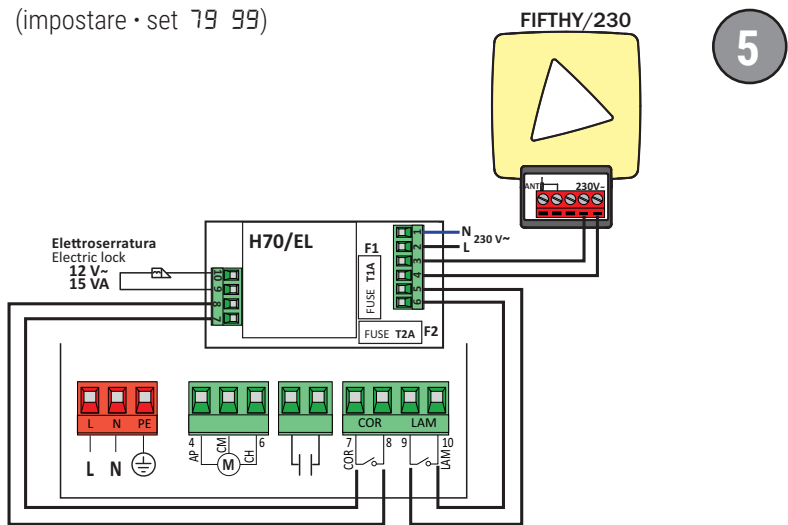 (impostare • set 79 99)
FIFTHY/230
5
ANT 230V~
H70/EL
F1
FUSE T1A
FUSE T2A F2
1
2
3
4
5
6
N
L
230 V~
Elettroserratura
Electric lock
12 V~
15 VA
10
9
8
7
L N PE
COR LAM
L N
4 6
AP CM CH
M
7 8 9 10
COR LAM